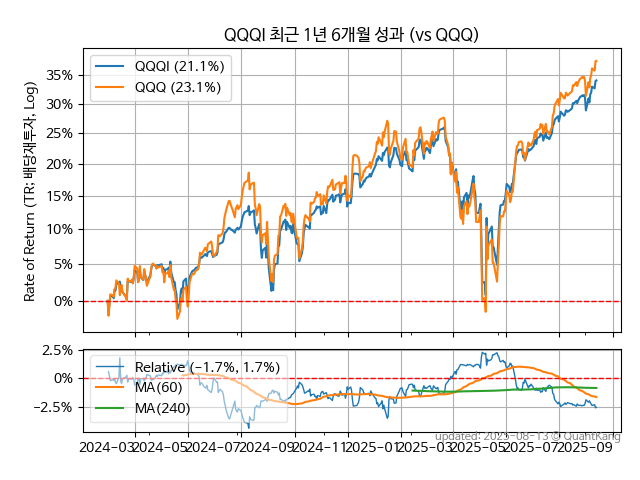 QQQI 최근 1년 6개월 성과 (vs QQQ)
QQQI (21.1%)
QQQ (23.1%)
Rate of Return (TR: 배당재투자, Log)
35%
30%
25%
20%
15%
10%
5%
0%
2.5%
0%
−2.5%
Relative (-1.7%, 1.7%)
MA(60)
MA(240)
updated: 2025-08-13 © QuantKang
2024-03 2024-05 2024-07 2024-09 2024-11 2025-01 2025-03 2025-05 2025-07 2025-09